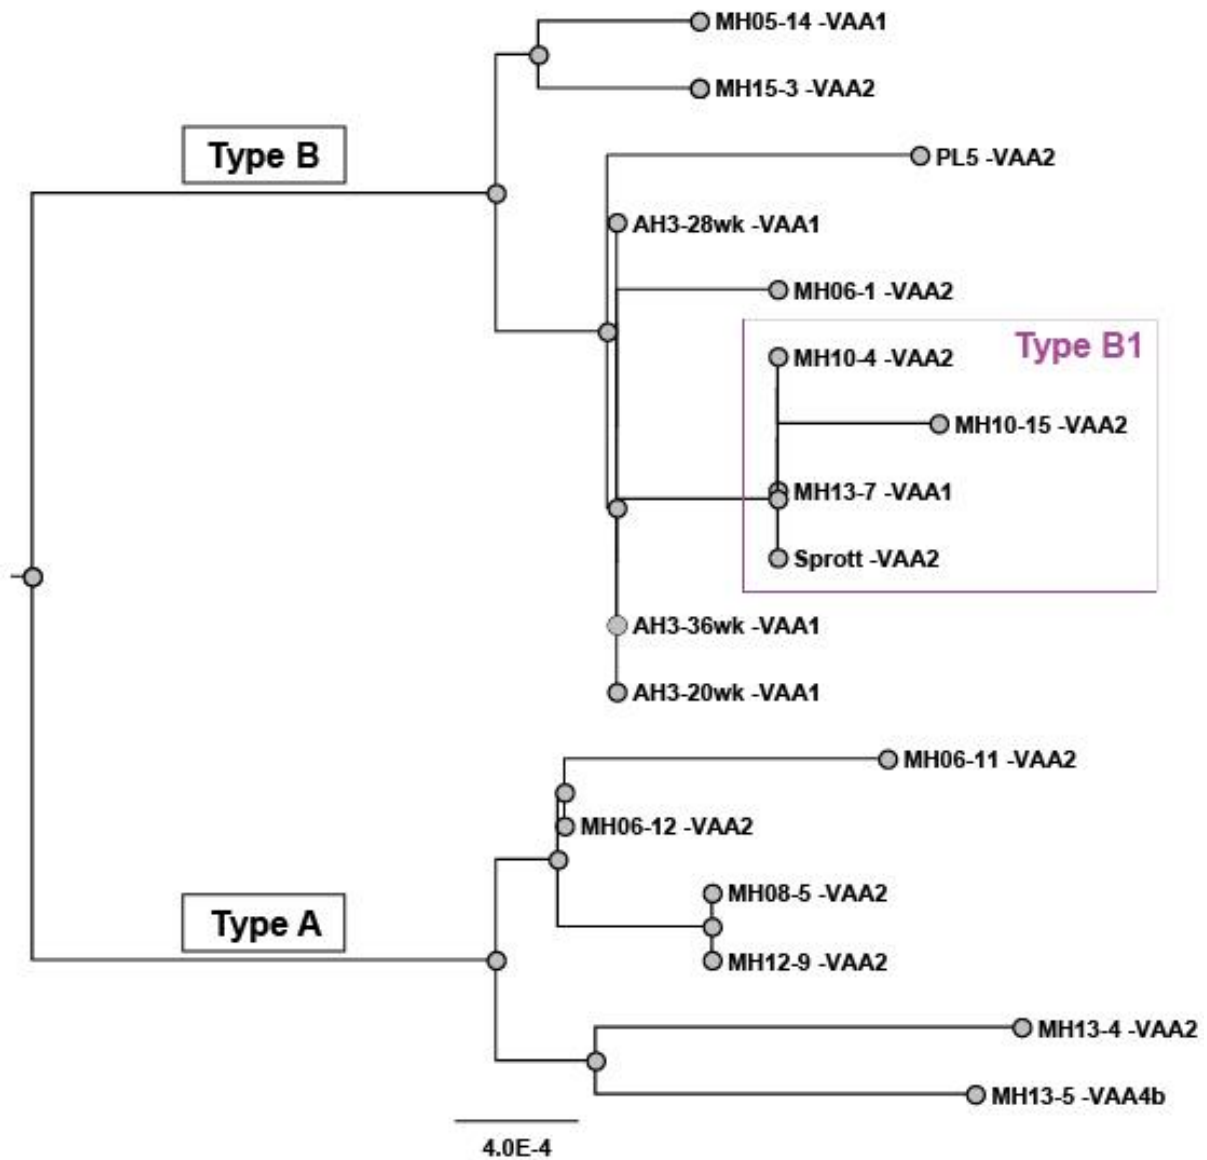 MH05-14 -VAA1
MH15-3 -VAA2
Type B
PL5 -VAA2
AH3-28wk -VAA1
MH06-1 -VAA2
Type B1
MH10-4 -VAA2
MH10-15 -VAA2
MH13-7 -VAA1
Sprott -VAA2
AH3-36wk -VAA1
AH3-20wk -VAA1
MH06-11 -VAA2
MH06-12 -VAA2
MH08-5 -VAA2
Type A
MH12-9 -VAA2
MH13-4 -VAA2
MH13-5 -VAA4b
4.0E-4